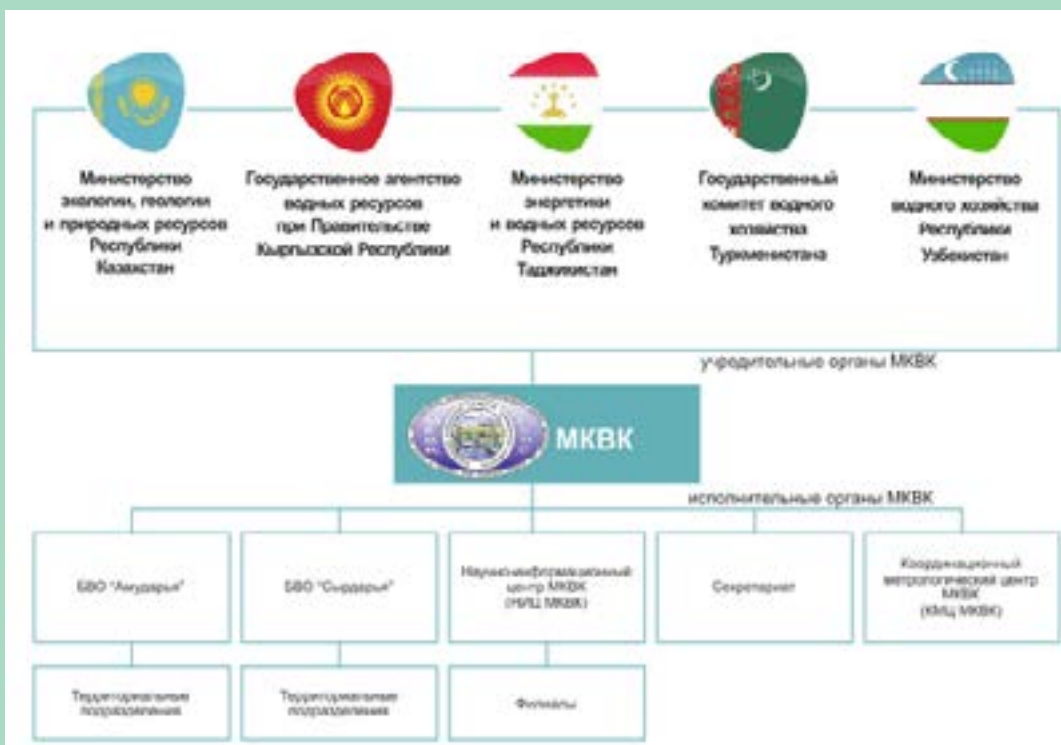 Министерство
экологии, геологии
и природных ресурсов
Республики
Казахстан
Государственное агентство
водных ресурсов
при Правительстве
Кыргызской Республики
Министерство
энергетики
и водных ресурсов
Республики
Таджикистан
Государственный
комитет водного
хозяйства
Туркменистана
Министерство
водного хозяйства
Республики
Узбекистан
учредительные органы МКВК
МКВК
исполнительные органы МКВК
БВО "Амударья"
БВО "Сырдарья"
Научно-информационный
центр МКВК
(НИЦ МКВК)
Секретариат
Координационный
метрологический центр
МКВК
(КМЦ МКВК)
Территориальные
подразделения
Территориальные
подразделения
Филиалы